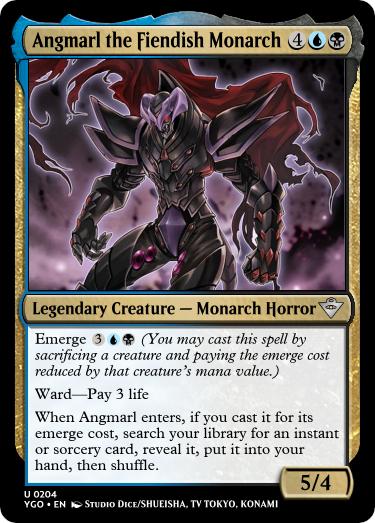 Angmarl the Fiendish Monarch 4
Legendary Creature — Monarch Horror
Emerge 3 (You may cast this spell by
sacrificing a creature and paying the emerge cost
reduced by that creature's mana value.)
Ward—Pay 3 life
When Angmarl enters, if you cast it for its
emerge cost, search your library for an instant
or sorcery card, reveal it, put it into your
hand, then shuffle.
5/4
U 0204
YGO • EN Studio Dice/SHUEISHA, TV TOKYO, KONAMI